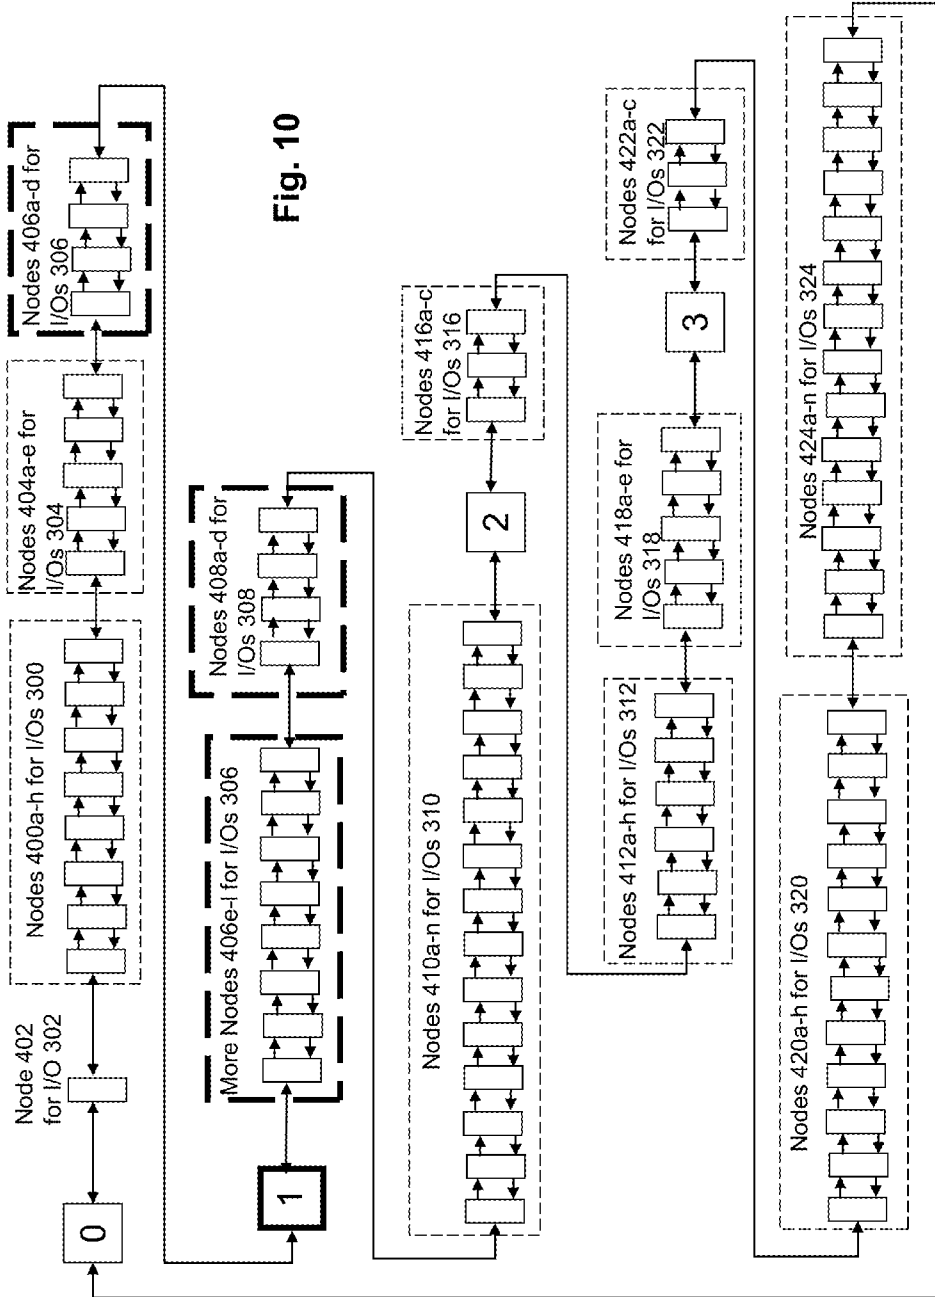 0
Node 402
for I/O 302
Nodes 400a-h for I/Os 300
Nodes 404a-e for
I/Os 304
Nodes 406a-d for
I/Os 306
1
More Nodes 406e-l for I/Os 306
Nodes 408a-d for
I/Os 308
Fig. 10
Nodes 410a-n for I/Os 310
2
Nodes 416a-c
for I/Os 316
Nodes 412a-h for I/Os 312
Nodes 418a-e for
I/Os 318
3
Nodes 422a-c
for I/Os 322
Nodes 420a-h for I/Os 320
Nodes 424a-n for I/Os 324